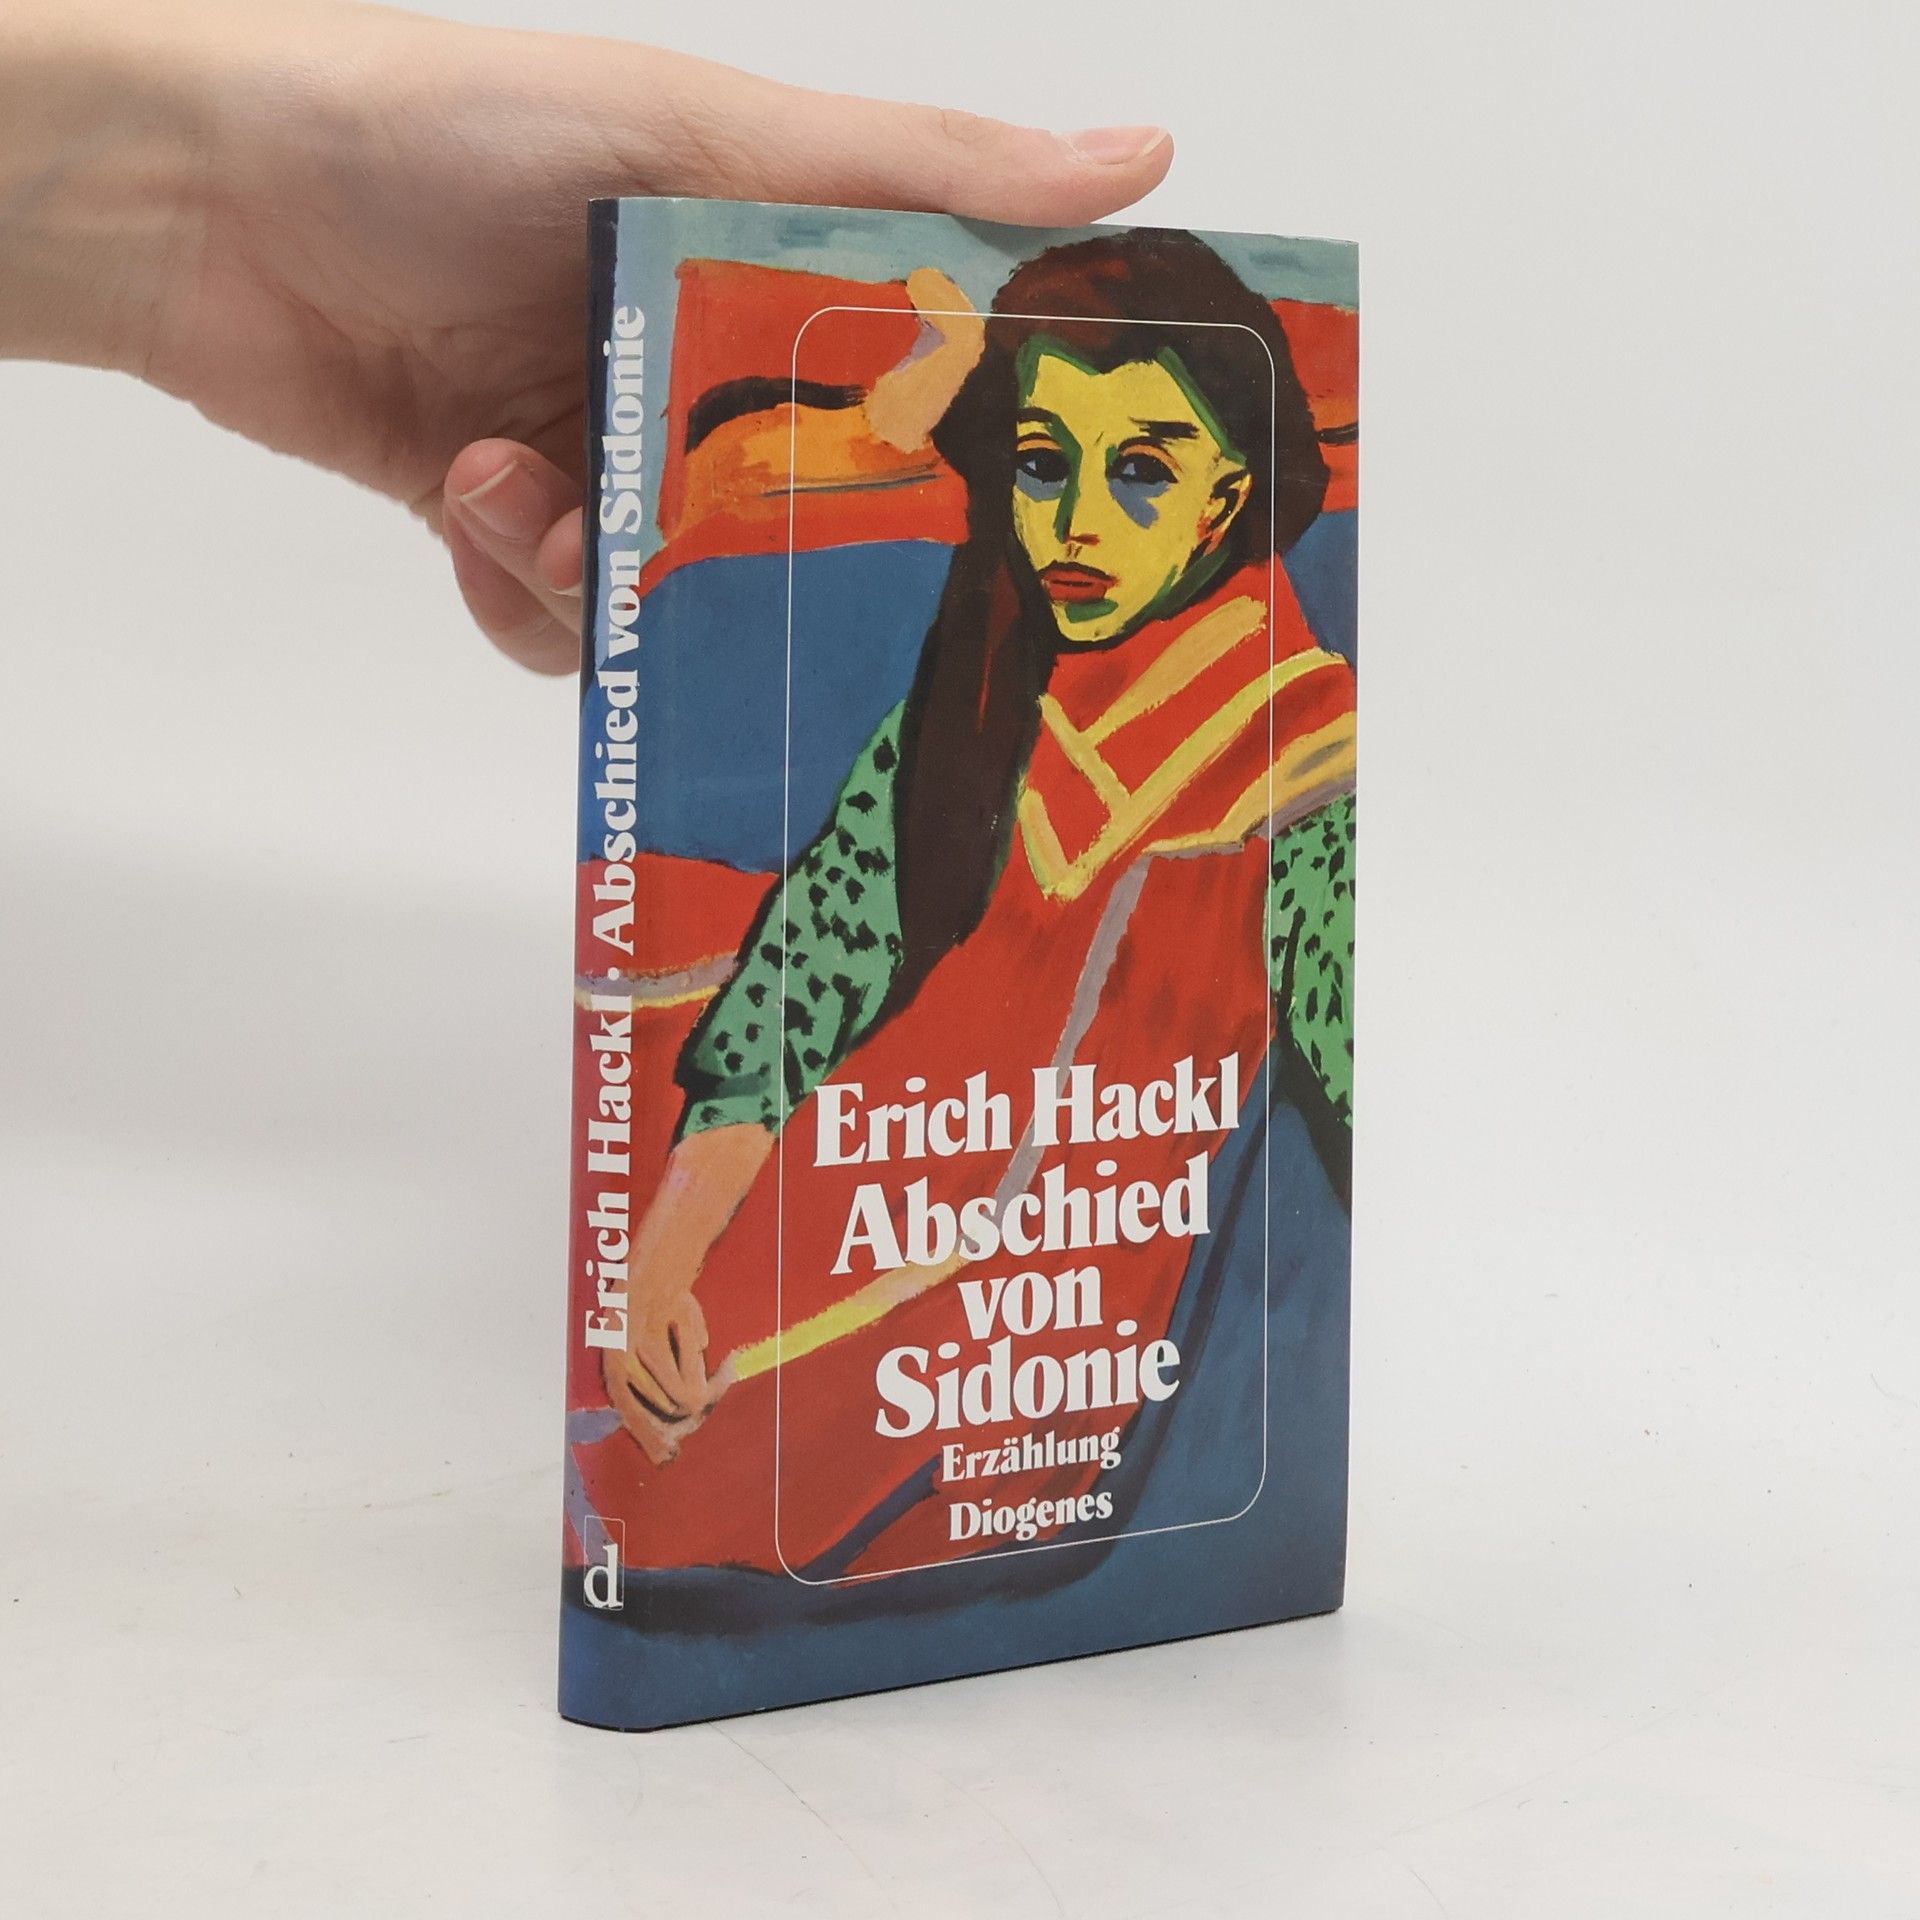 Erich Hackl · Abschied von Sidonie
d
Erich Hackl
Abschied
von
Sidonie
Erzählung
Diogenes